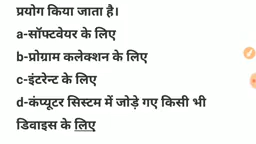 प्रयोग किया जाता है।
a-सॉफ्टवेयर के लिए
b-प्रोग्राम कलेक्शन के लिए
c-इंटरनेट के लिए
d-कंप्यूटर सिस्टम में जोड़े गए किसी भी
डिवाइस के लिए